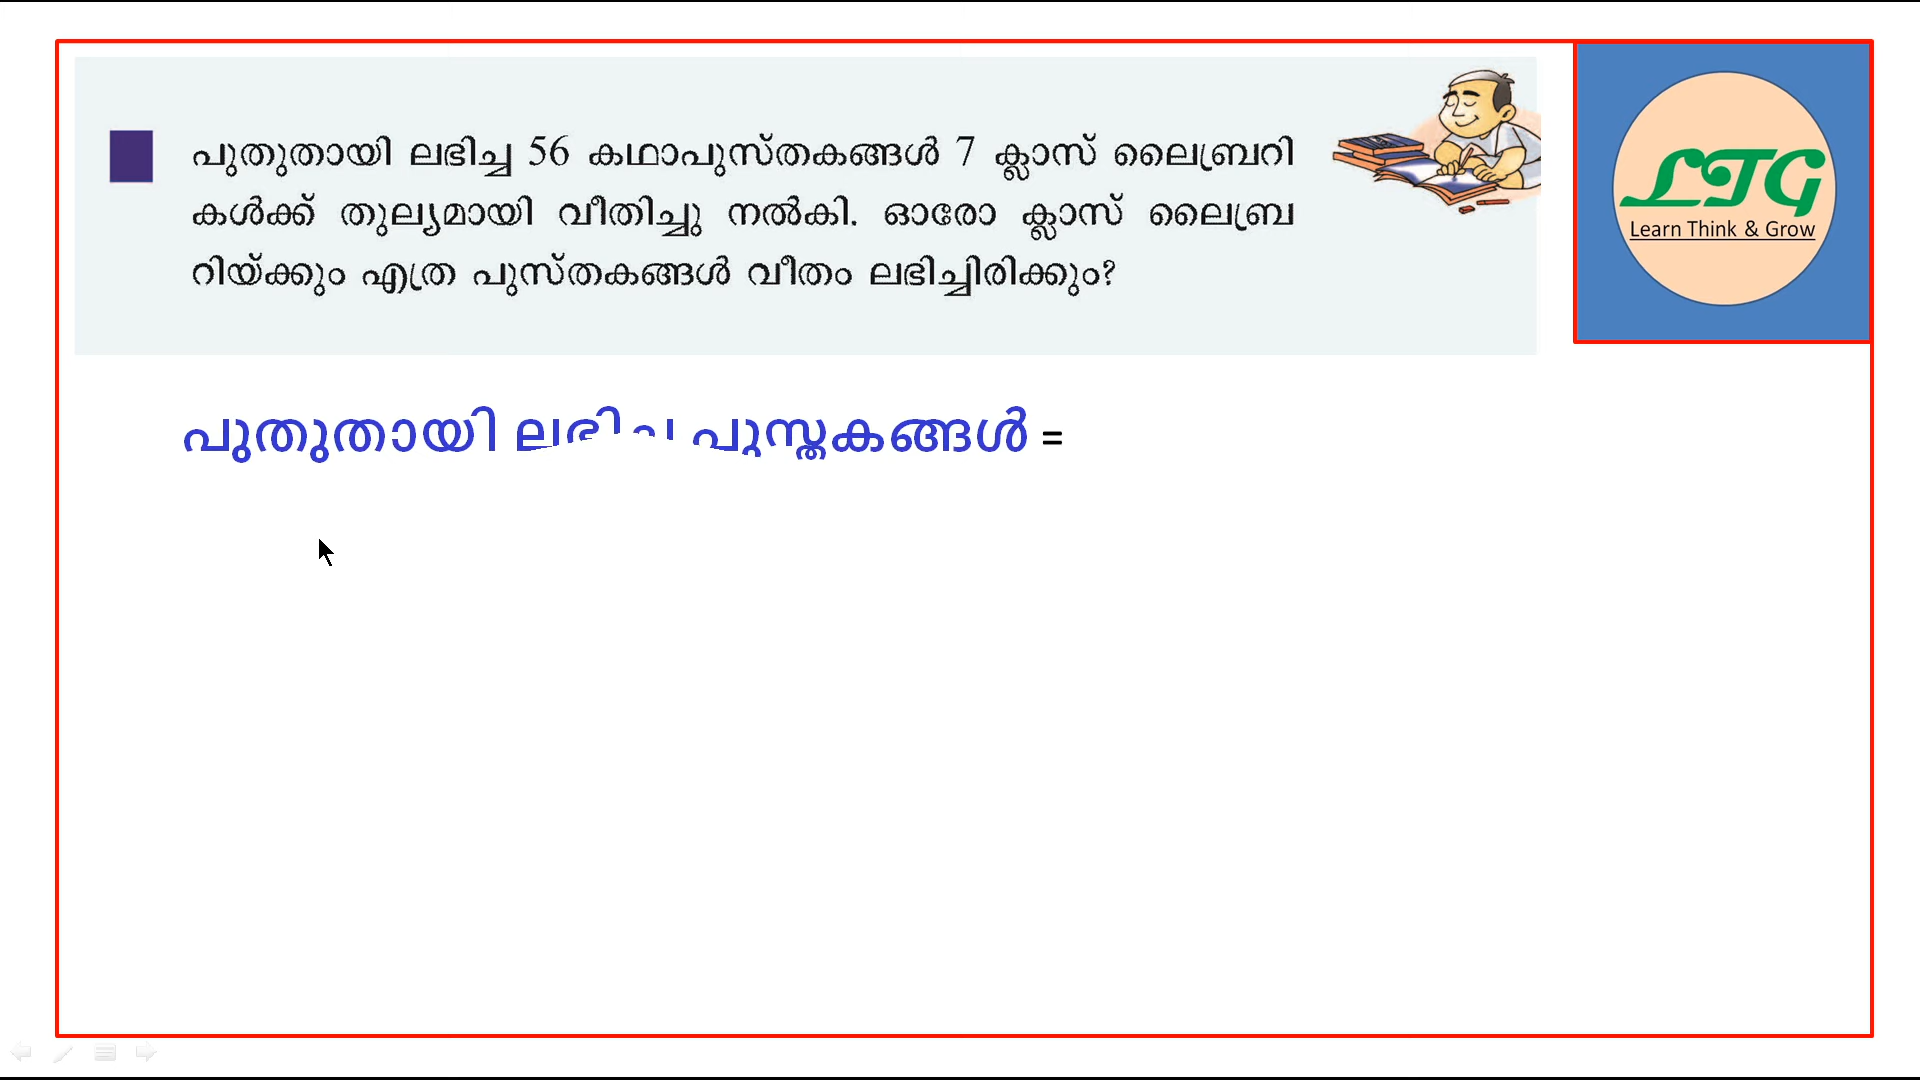 പുതുതായി ലഭിച്ച 56 കഥാപുസ്തകങ്ങൾ 7 ക്ലാസ് ലൈബ്രറി
കൾക്ക് തുല്യമായി വീതിച്ചു നൽകി. ഓരോ ക്ലാസ് ലൈബ്ര
റിയ്ക്കും എത്ര പുസ്തകങ്ങൾ വീതം ലഭിച്ചിരിക്കും?
LTG
Learn Think & Grow
പുതുതായി ലഭിച്ച പുസ്തകങ്ങൾ =